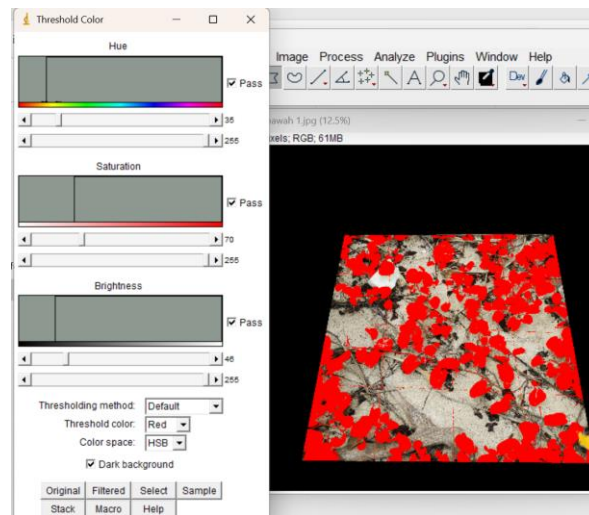 Threshold Color
Hue
Pass
35
255
Saturation
Pass
70
255
Brightness
Pass
46
255
Thresholding method: Default
Threshold color: Red
Color space: HSB
Dark background
Original Filtered Select Sample
Stack Macro Help
Image Process Analyze Plugins Window Help
Dev
awah 1.jpg (12.5%)
xels; RGB; 61MB